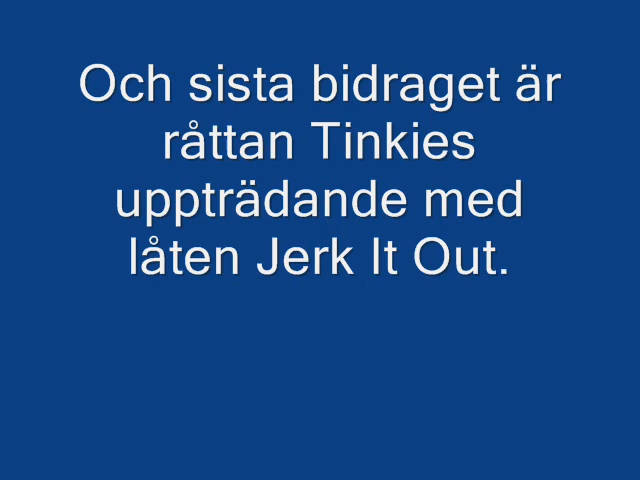 Och sista bidraget är
råttan Tinkies
uppträdande med
låten Jerk It Out.